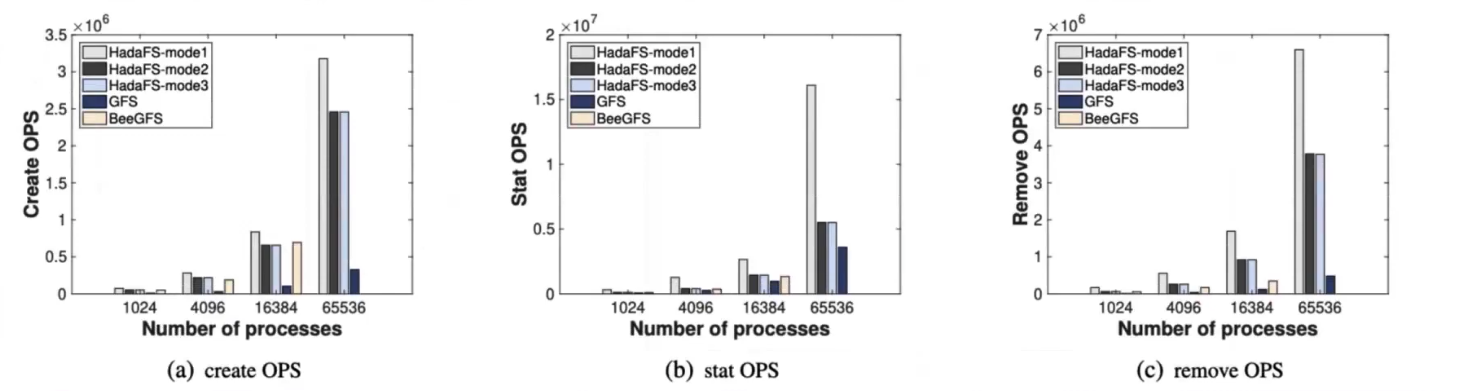 ×10⁶
3.5
3
2.5
2
1.5
1
0.5
0
Create OPS
HadaFS-mode1
HadaFS-mode2
HadaFS-mode3
GFS
BeeGFS
1024 4096 16384 65536
Number of processes
(a) create OPS
×10⁷
2
1.5
1
0.5
0
Stat OPS
HadaFS-mode1
HadaFS-mode2
HadaFS-mode3
GFS
BeeGFS
1024 4096 16384 65536
Number of processes
(b) stat OPS
×10⁶
7
6
5
4
3
2
1
0
Remove OPS
HadaFS-mode1
HadaFS-mode2
HadaFS-mode3
GFS
BeeGFS
1024 4096 16384 65536
Number of processes
(c) remove OPS